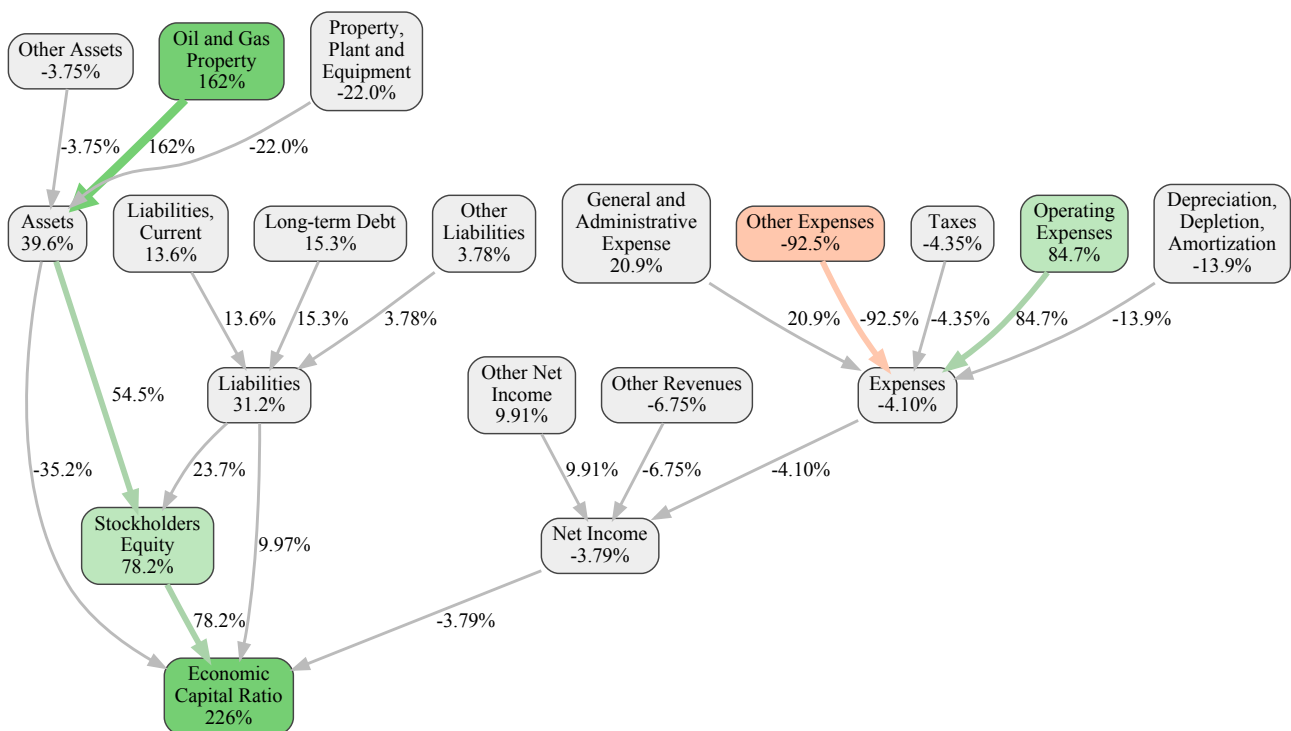 Other Assets
-3.75%
Oil and Gas
Property
162%
Property,
Plant and
Equipment
-22.0%
-3.75%
162%
-22.0%
Assets
39.6%
Liabilities,
Current
13.6%
Long-term Debt
15.3%
Other
Liabilities
3.78%
General and
Administrative
Expense
20.9%
Other Expenses
-92.5%
Taxes
-4.35%
Operating
Expenses
84.7%
Depreciation,
Depletion,
Amortization
-13.9%
13.6%
15.3%
3.78%
20.9%
-92.5%
-4.35%
84.7%
-13.9%
54.5%
Liabilities
31.2%
Other Net
Income
9.91%
Other Revenues
-6.75%
Expenses
-4.10%
-35.2%
23.7%
9.91%
-6.75%
-4.10%
Stockholders
Equity
78.2%
9.97%
Net Income
-3.79%
78.2%
-3.79%
Economic
Capital Ratio
226%